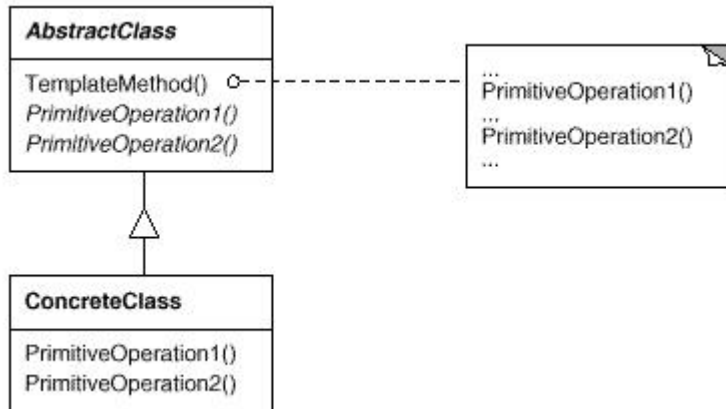 AbstractClass
TemplateMethod()
PrimitiveOperation1()
PrimitiveOperation2()
...
PrimitiveOperation1()
...
PrimitiveOperation2()
...
ConcreteClass
PrimitiveOperation1()
PrimitiveOperation2()